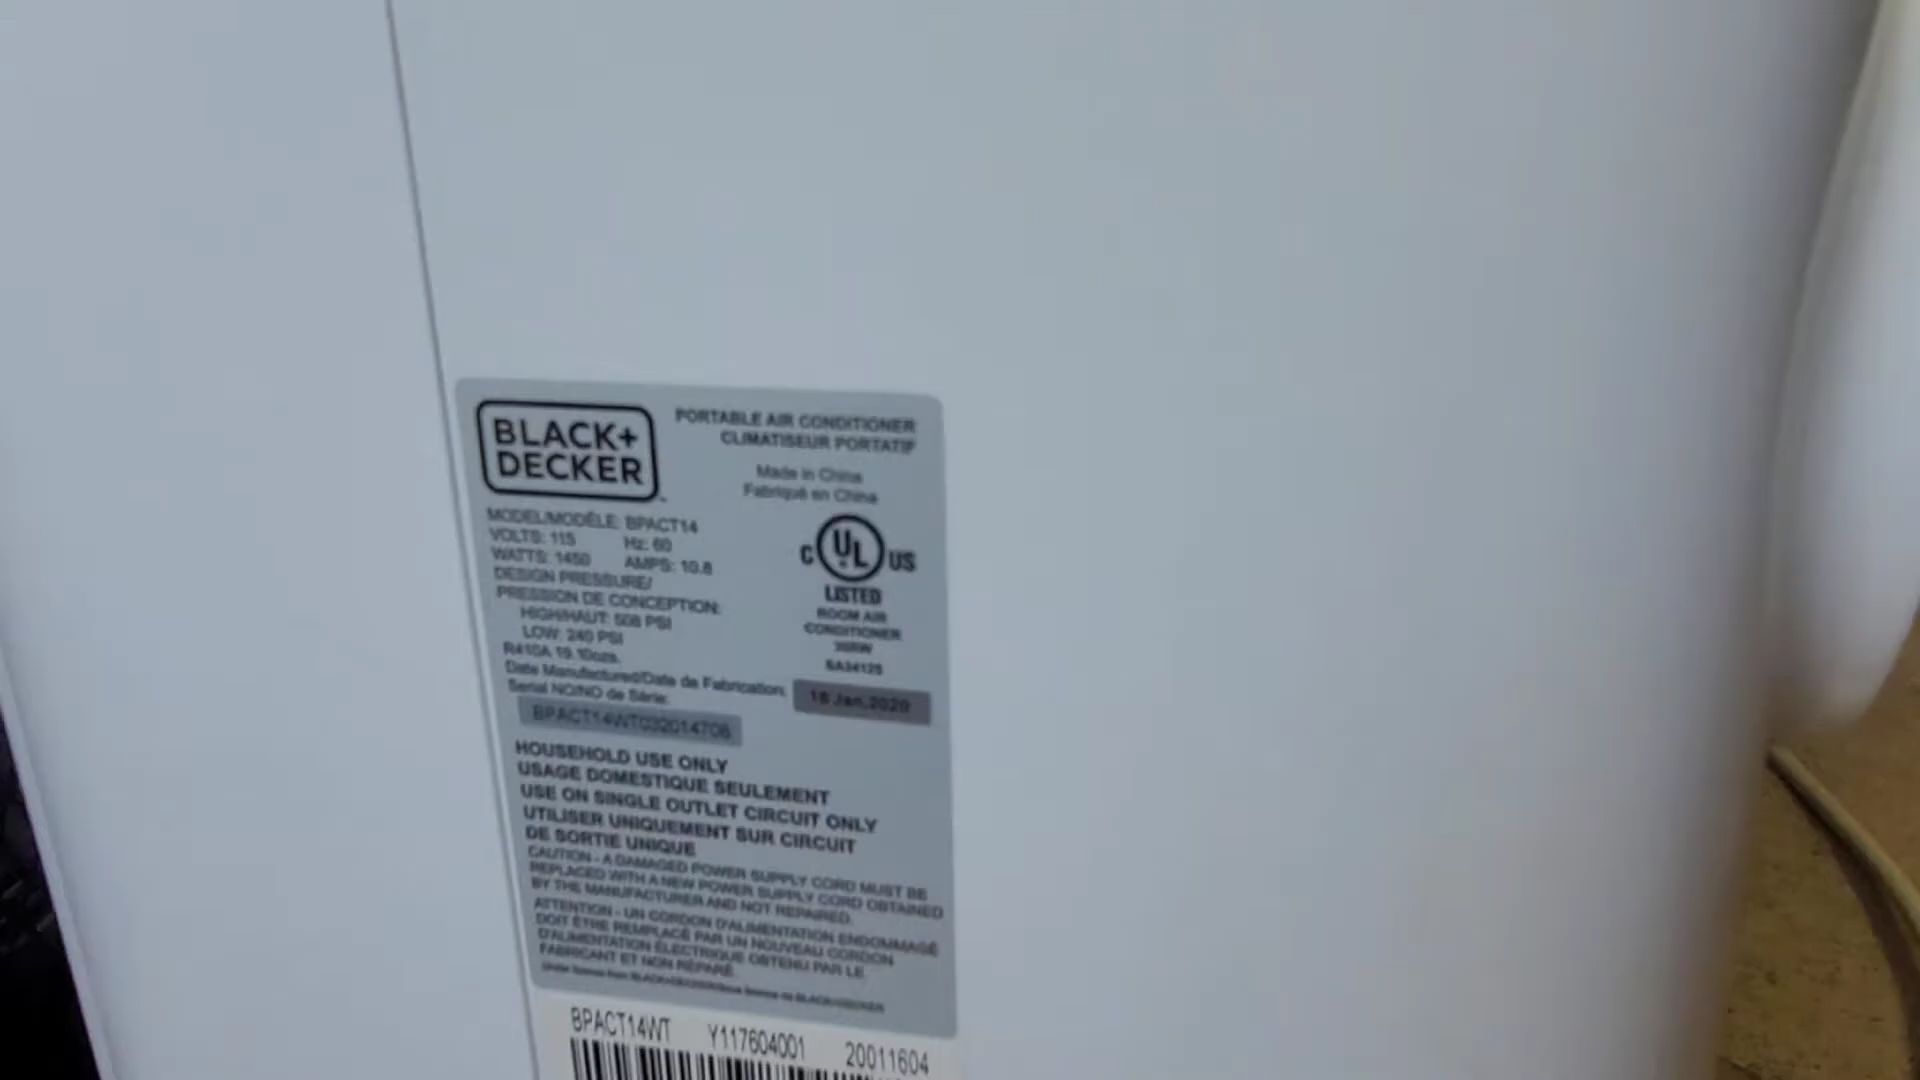 BLACK+
DECKER
PORTABLE AIR CONDITIONER
CLIMATISEUR PORTATIF
Made in China
Fabriqué en China
MODEL/MODÈLE: BPACT14
VOLTS: 115 Hz: 60
WATTS: 1450 AMPS: 10.8
DESIGN PRESSURE/
PRESSION DE CONCEPTION:
HIGH/HAUT: 508 PSI
LOW: 240 PSI
R410A 19.10ozs.
C UL US
LISTED
ROOM AIR
CONDITIONER
SA34125
Date Manufactured/Date de Fabrication:
Jan,2020
Serial NO/NO de Série:
HOUSEHOLD USE ONLY
USAGE DOMESTIQUE SEULEMENT
USE ON SINGLE OUTLET CIRCUIT ONLY
UTILISER UNIQUEMENT SUR CIRCUIT
DE SORTIE UNIQUE
CAUTION - A DAMAGED POWER SUPPLY CORD MUST BE
REPLACED WITH A NEW POWER SUPPLY CORD OBTAINED
BY THE MANUFACTURER AND NOT REPAIRED.
ATTENTION - UN CORDON D'ALIMENTATION ENDOMMAGÉ
DOIT ÊTRE REMPLACÉ PAR UN NOUVEAU CORDON
D'ALIMENTATION ÉLECTRIQUE OBTENU PAR LE
FABRICANT ET NON RÉPARÉ.
BPACT14WT Y117604001 20011604